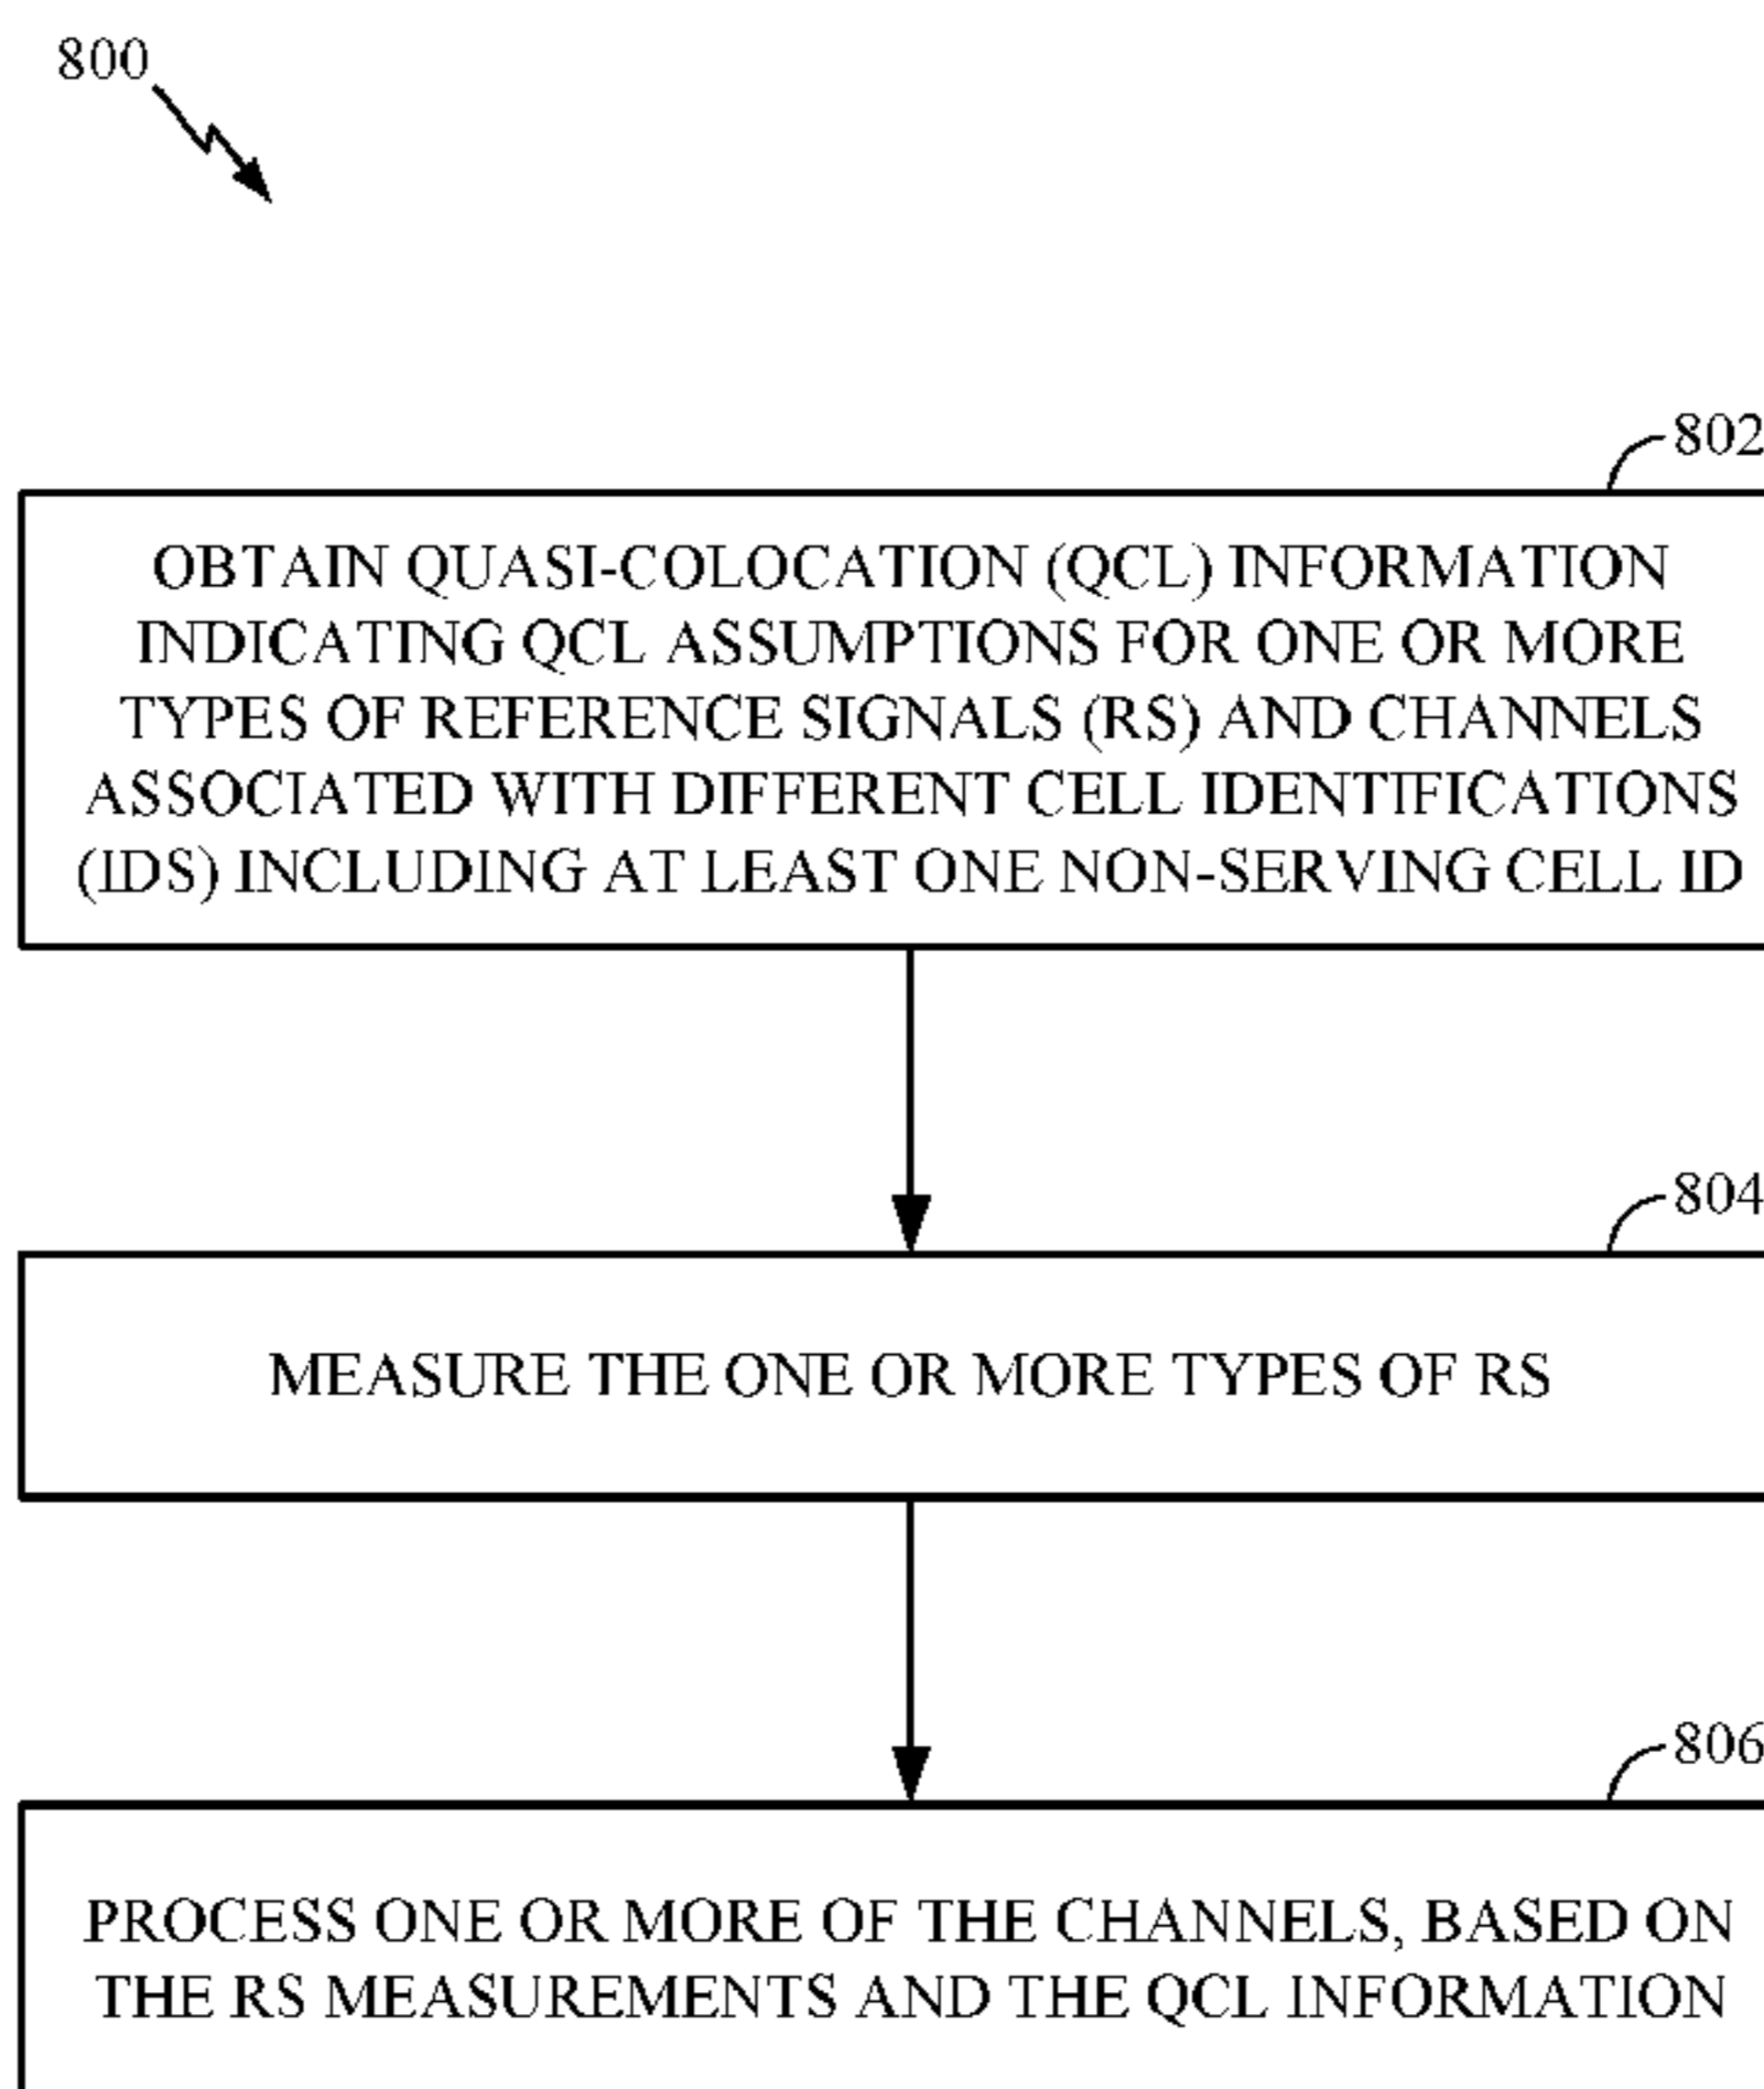 800
802
OBTAIN QUASI-COLOCATION (QCL) INFORMATION
INDICATING QCL ASSUMPTIONS FOR ONE OR MORE
TYPES OF REFERENCE SIGNALS (RS) AND CHANNELS
ASSOCIATED WITH DIFFERENT CELL IDENTIFICATIONS
(IDS) INCLUDING AT LEAST ONE NON-SERVING CELL ID
804
MEASURE THE ONE OR MORE TYPES OF RS
806
PROCESS ONE OR MORE OF THE CHANNELS, BASED ON
THE RS MEASUREMENTS AND THE QCL INFORMATION